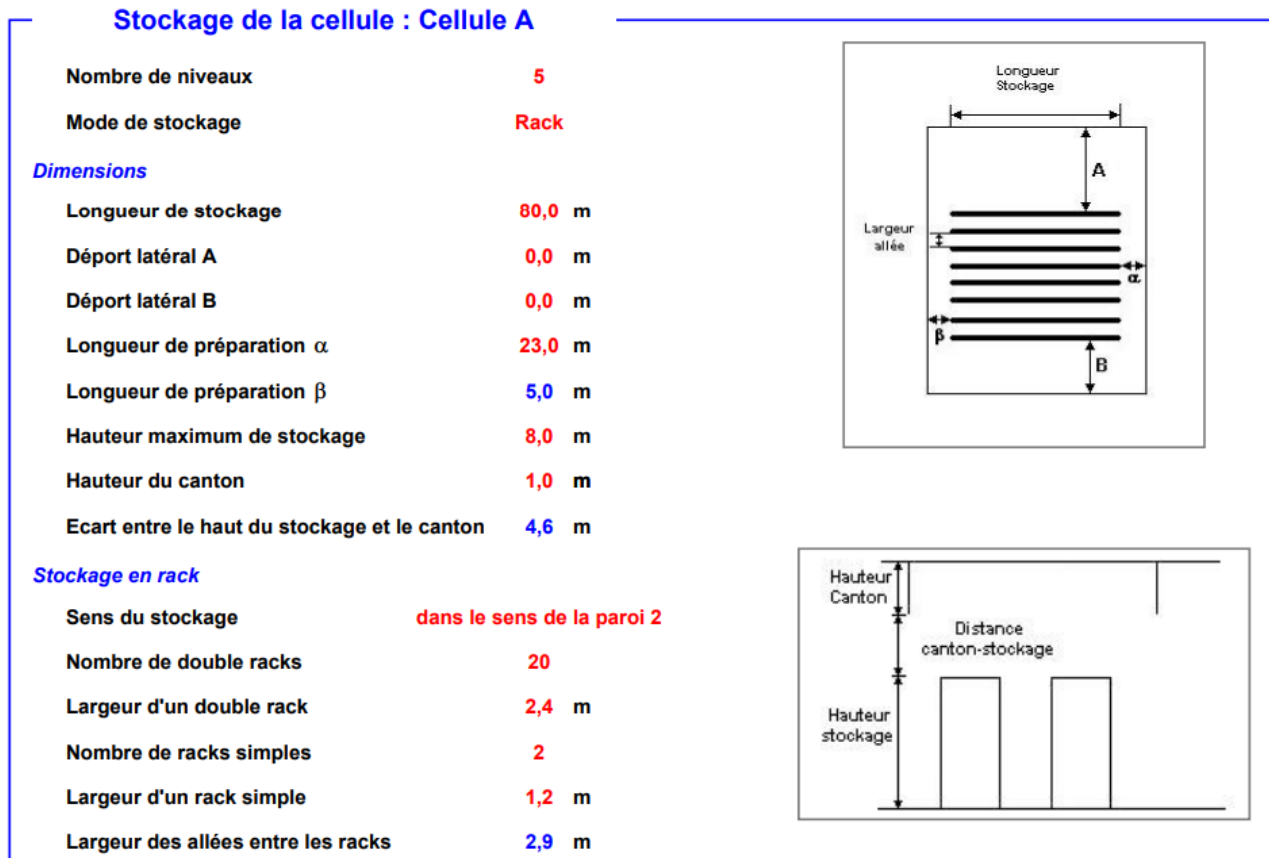 Stockage de la cellule : Cellule A
Nombre de niveaux 5
Mode de stockage Rack
Dimensions
Longueur de stockage 80,0 m
Déport latéral A 0,0 m
Déport latéral B 0,0 m
Longueur de préparation α 23,0 m
Longueur de préparation β 5,0 m
Hauteur maximum de stockage 8,0 m
Hauteur du canton 1,0 m
Ecart entre le haut du stockage et le canton 4,6 m
Stockage en rack
Sens du stockage dans le sens de la paroi 2
Nombre de double racks 20
Largeur d'un double rack 2,4 m
Nombre de racks simples 2
Largeur d'un rack simple 1,2 m
Largeur des allées entre les racks 2,9 m
Longueur
Stockage
A
Largeur
allée
α
β
B
Hauteur
Canton
Distance
canton-stockage
Hauteur
stockage